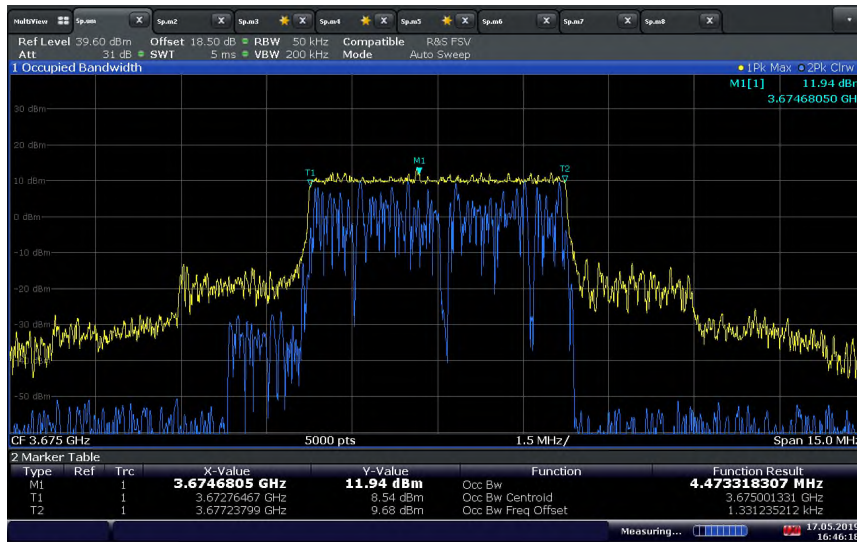 MultiView Sp.um X Sp.m2 X Sp.m3 X Sp.m4 X Sp.m5 X Sp.m6 X Sp.m7 X Sp.m8 X
Ref Level 39.60 dBm Offset 18.50 dB RBW 50 kHz Compatible R&S FSV
Att 31 dB SWT 5 ms VBW 200 kHz Mode Auto Sweep
1 Occupied Bandwidth 1Pk Max 2Pk Clrw
M1[1] 11.94 dBm
3.67468050 GH
30 dBm
20 dBm
M1
T1 T2
10 dBm
0 dBm
-10 dBm
-20 dBm
-30 dBm
-50 dBm
CF 3.675 GHz 5000 pts 1.5 MHz/ Span 15.0 MH
2 Marker Table
Type Ref Trc X-Value Y-Value Function Function Result
M1 1 3.6746805 GHz 11.94 dBm Occ Bw 4.473318307 MHz
T1 1 3.67276467 GHz 8.54 dBm Occ Bw Centroid 3.675001331 GHz
T2 1 3.67723799 GHz 9.68 dBm Occ Bw Freq Offset 1.331235212 kHz
Measuring... 17.05.2019
16:46:18